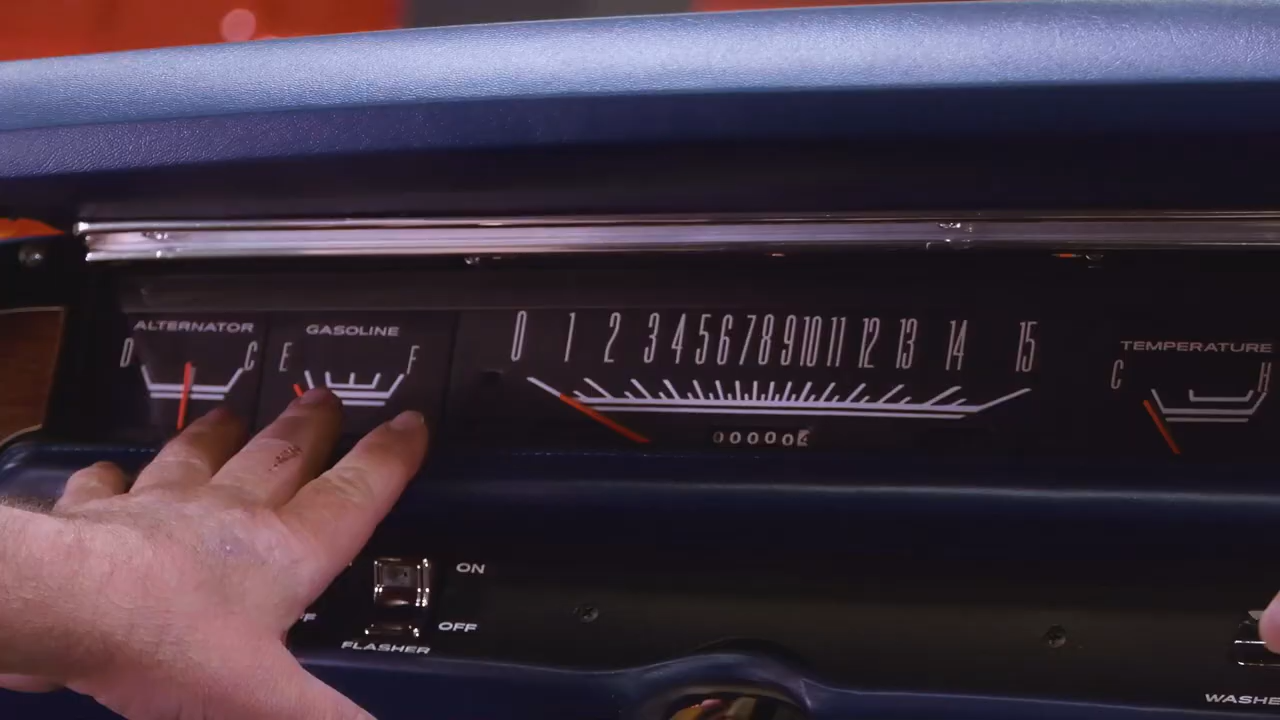 ALTERNATOR
D C
GASOLINE
E F
0 1 2 3 4 5 6 7 8 9 10 11 12 13 14 15
00000
TEMPERATURE
C H
ON
OFF
FLASHER